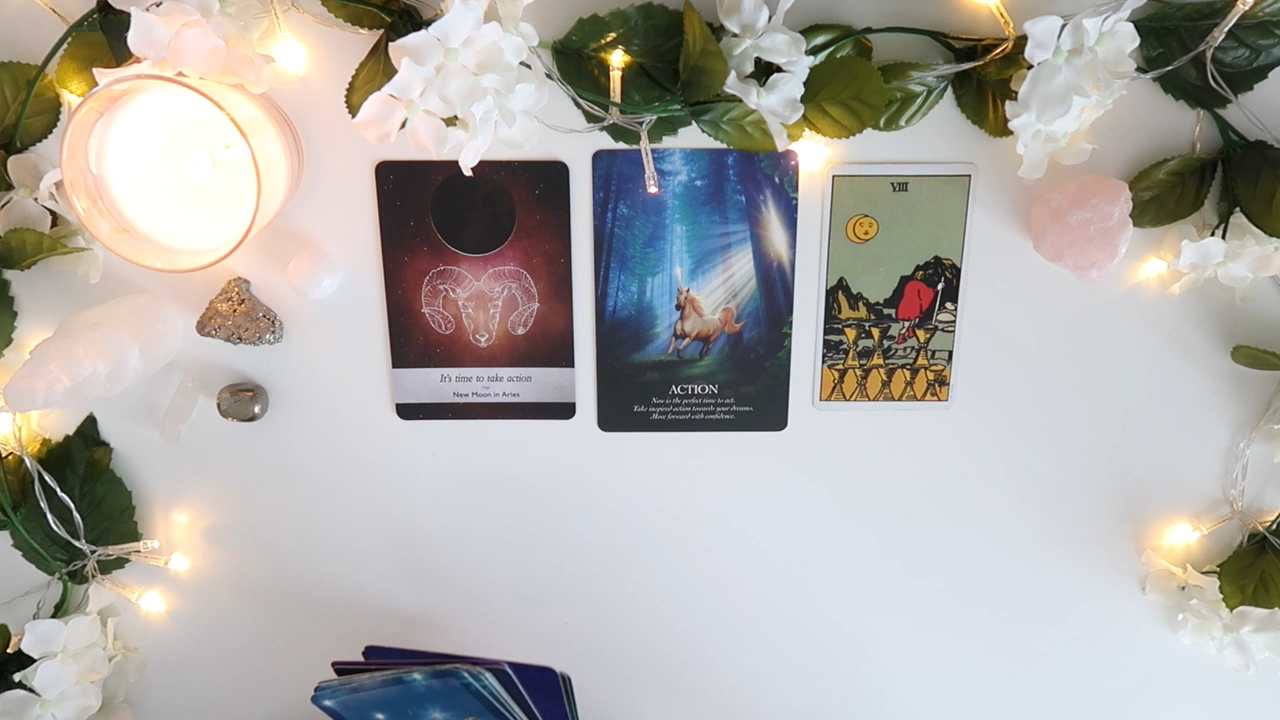 It's time to take action
New Moon in Aries
ACTION
Now is the perfect time to act.
Take inspired action towards your dreams.
Move forward with confidence.
VIII